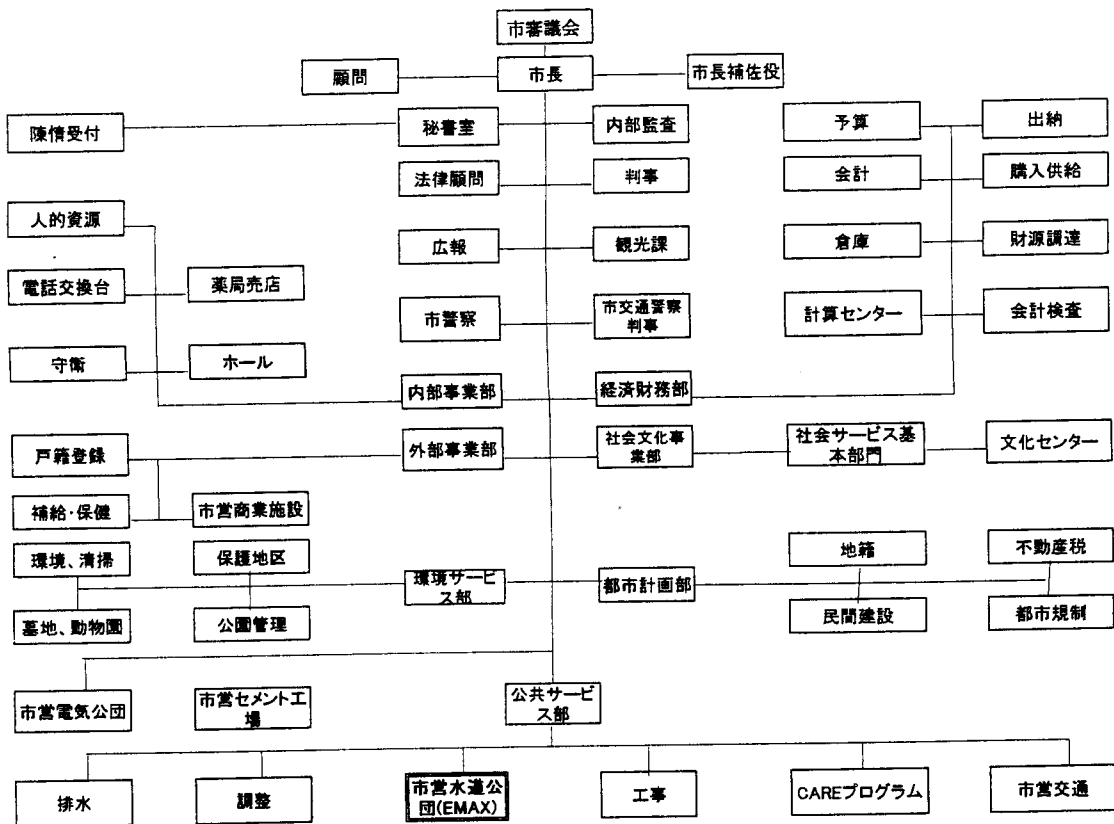 市審議会
顧問
市長
市長補佐役
陳情受付
秘書室
内部監査
予算
出納
法律顧問
判事
会計
購入供給
人的資源
広報
観光課
倉庫
財源調達
電話交換台
薬局売店
市警察
市交通警察
判事
計算センター
会計検査
守衛
ホール
内部事業部
経済財務部
戸籍登録
外部事業部
社会文化事
業部
社会サービス基
本部門
文化センター
補給・保健
市営商業施設
環境、清掃
保護地区
環境サービ
ス部
都市計画部
地籍
不動産税
墓地、動物園
公園管理
民間建設
都市規制
市営電気公団
市営セメント工
場
公共サービ
ス部
排水
調整
市営水道公
団(EMAX)
工事
CAREプログラム
市営交通